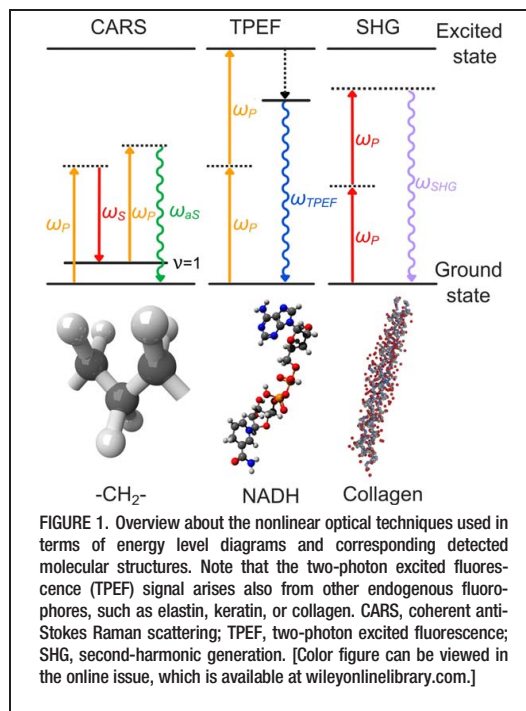 CARS TPEF SHG Excited
state
ωP
ωP ωP
ωS ωP ωaS ωTPEF ωSHG
ωP ωP
ν=1
ωP
Ground
state
-CH₂- NADH Collagen
FIGURE 1. Overview about the nonlinear optical techniques used in
terms of energy level diagrams and corresponding detected
molecular structures. Note that the two-photon excited fluores-
cence (TPEF) signal arises also from other endogenous fluoro-
phores, such as elastin, keratin, or collagen. CARS, coherent anti-
Stokes Raman scattering; TPEF, two-photon excited fluorescence;
SHG, second-harmonic generation. [Color figure can be viewed in
the online issue, which is available at wileyonlinelibrary.com.]